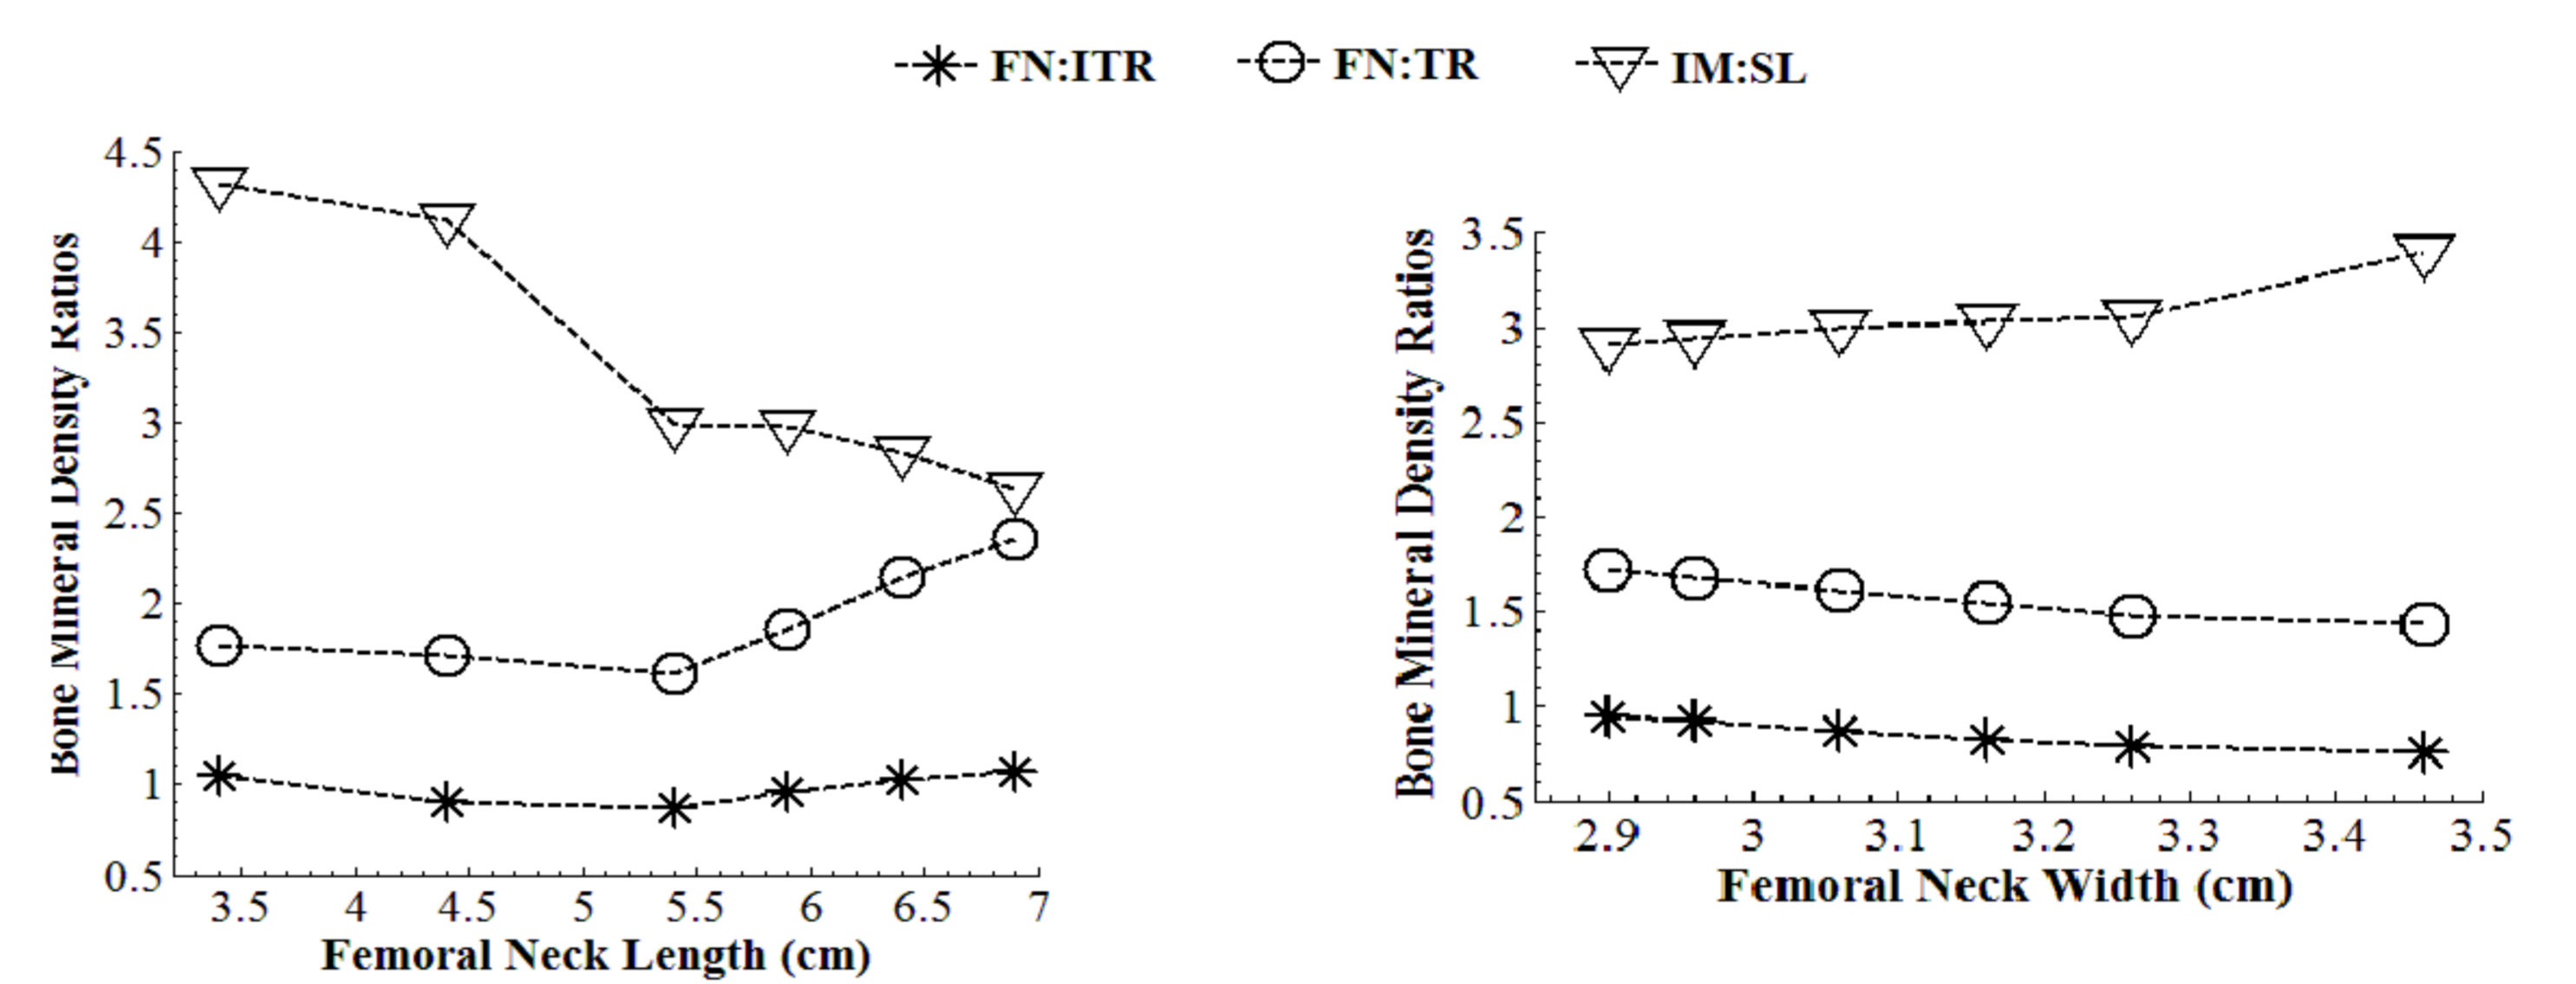 FN:ITR FN:TR IM:SL
Bone Mineral Density Ratios
4.5
4
3.5
3
2.5
2
1.5
1
0.5
3.5 4 4.5 5 5.5 6 6.5 7
Femoral Neck Length (cm)
Bone Mineral Density Ratios
3.5
3
2.5
2
1.5
1
0.5
2.9 3 3.1 3.2 3.3 3.4 3.5
Femoral Neck Width (cm)